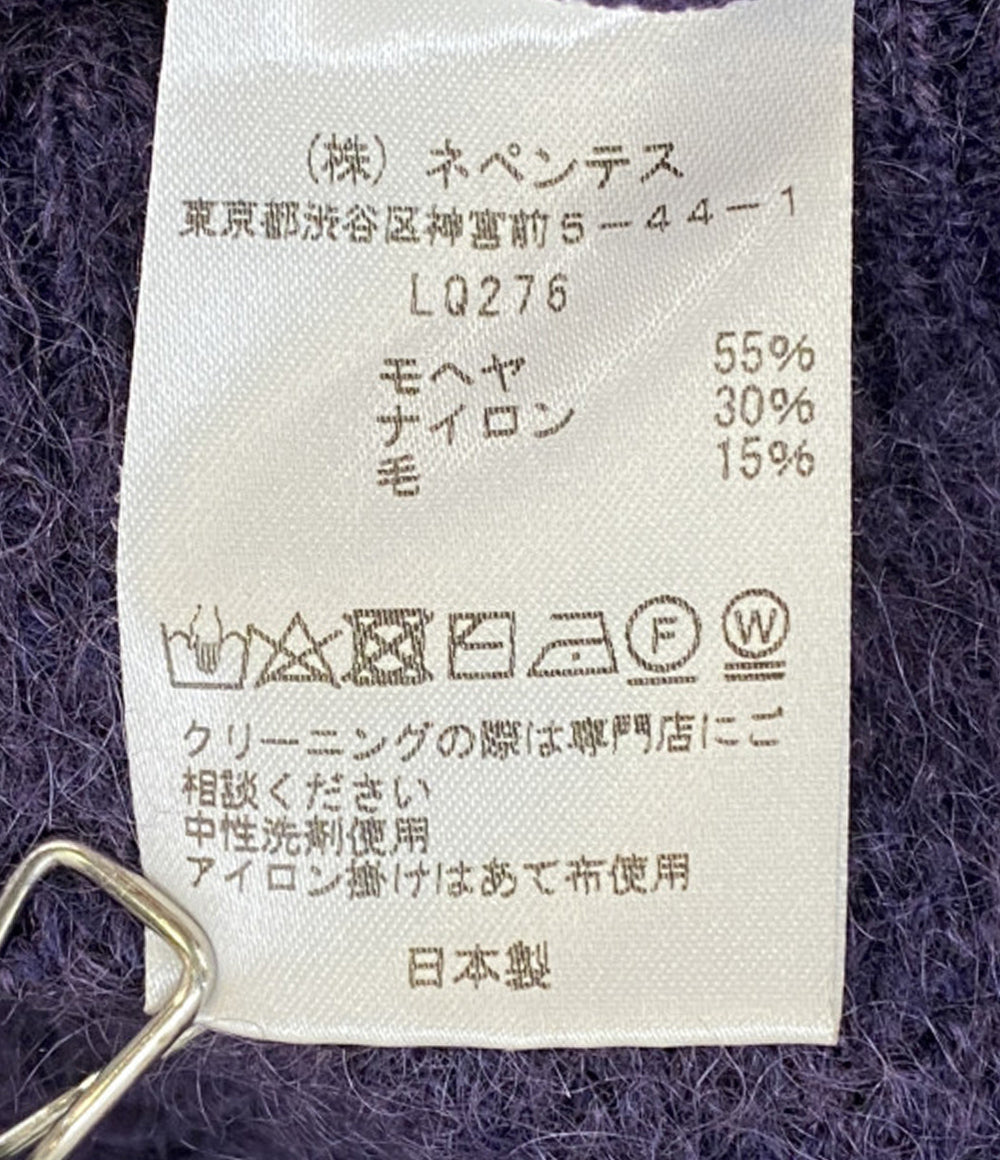 (株) ネペンテス
東京都渋谷区神宮前5-44-1
LQ276
モヘヤ 55%
ナイロン 30%
毛 15%
F W
クリーニングの際は専門店にご
相談ください
中性洗剤使用
アイロン掛けはあて布使用
日本製